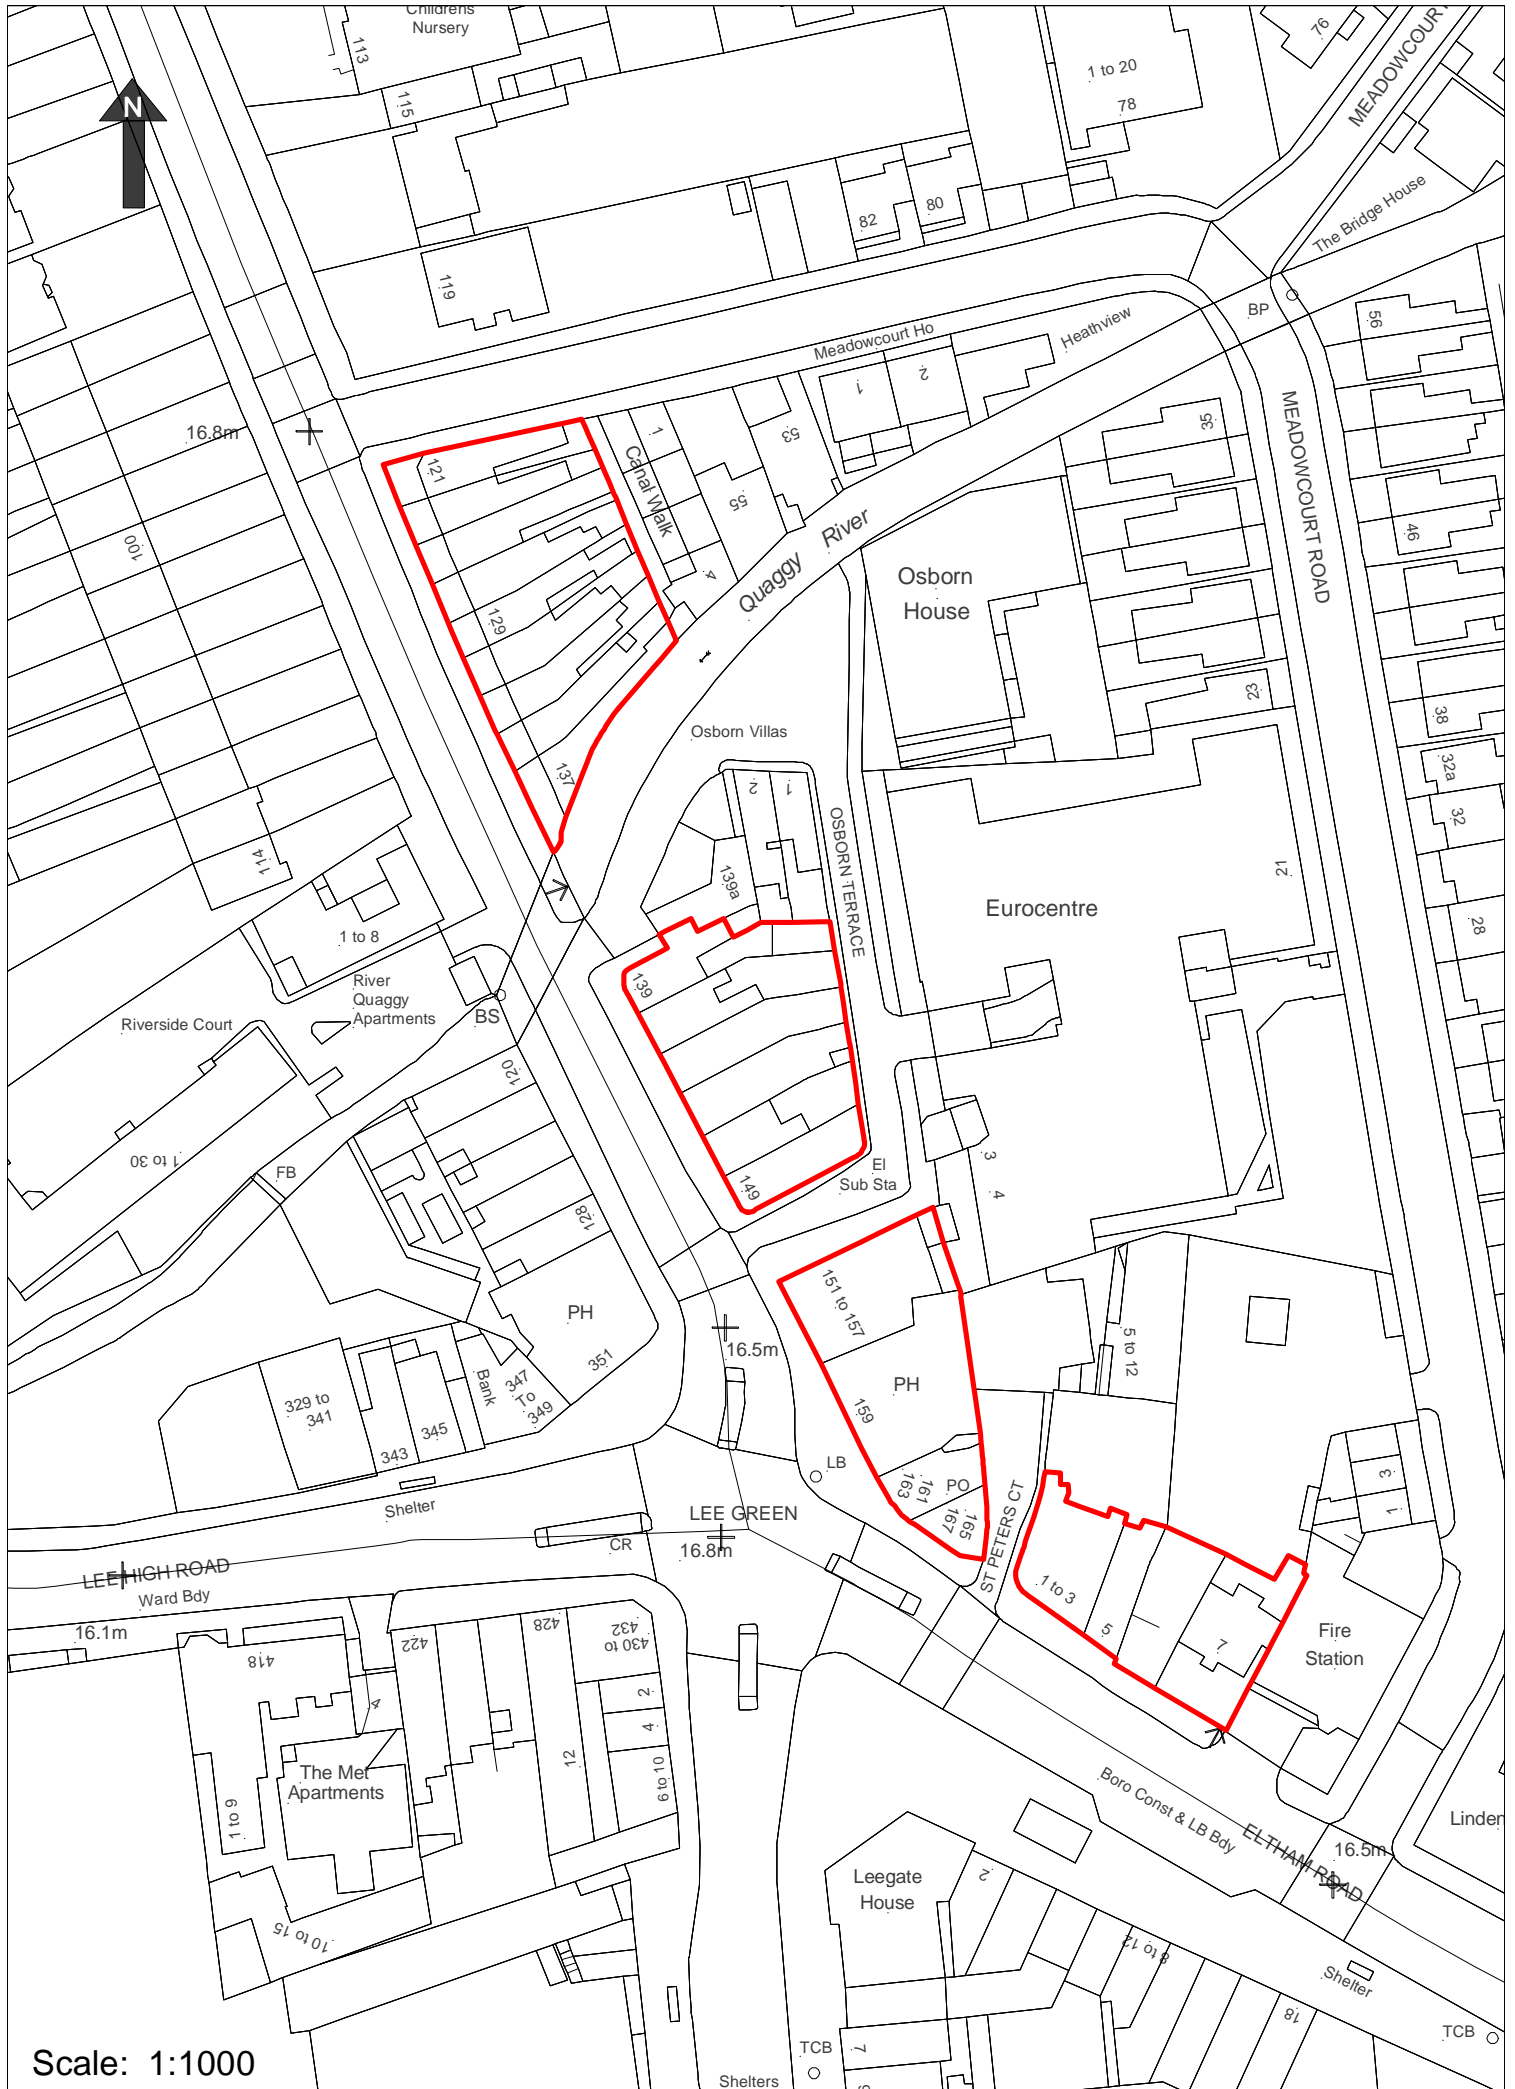 Childrens
Nursery
113
115
N
1 to 20
78
76
MEADOWCOURT
The Bridge House
82
80
119
BP
56
Meadowcourt Ho
Heathview
1
2
16.8m
121
1
Canal Walk
53
55
4
35
MEADOWCOURT ROAD
46
100
Quaggy River
Osborn
House
129
23
38
Osborn Villas
32a
137
2
1
32
OSBORN TERRACE
114
139a
21
Eurocentre
28
1 to 8
139
River
Quaggy
Apartments
BS
Riverside Court
120
1 to 30
FB
149
El
Sub Sta
3
4
128
PH
151 to 157
16.5m
5 to 12
351
Bank
347
To
349
329 to
341
345
343
PH
159
LB
163
161
PO
167
165
3
1
Shelter
LEE GREEN
ST PETERS CT
CR
16.8m
LEE HIGH ROAD
Ward Bdy
16.1m
1 to 3
5
7
Fire
Station
418
422
428
430 to
432
4
2
4
12
6 to 10
The Met
Apartments
1 to 9
Boro Const & LB Bdy
ELTHAM ROAD
16.5m
Linden
Leegate
House
2
10 to 15
8 to 12
Shelter
18
TCB
TCB
7
Shelters
Scale: 1:1000